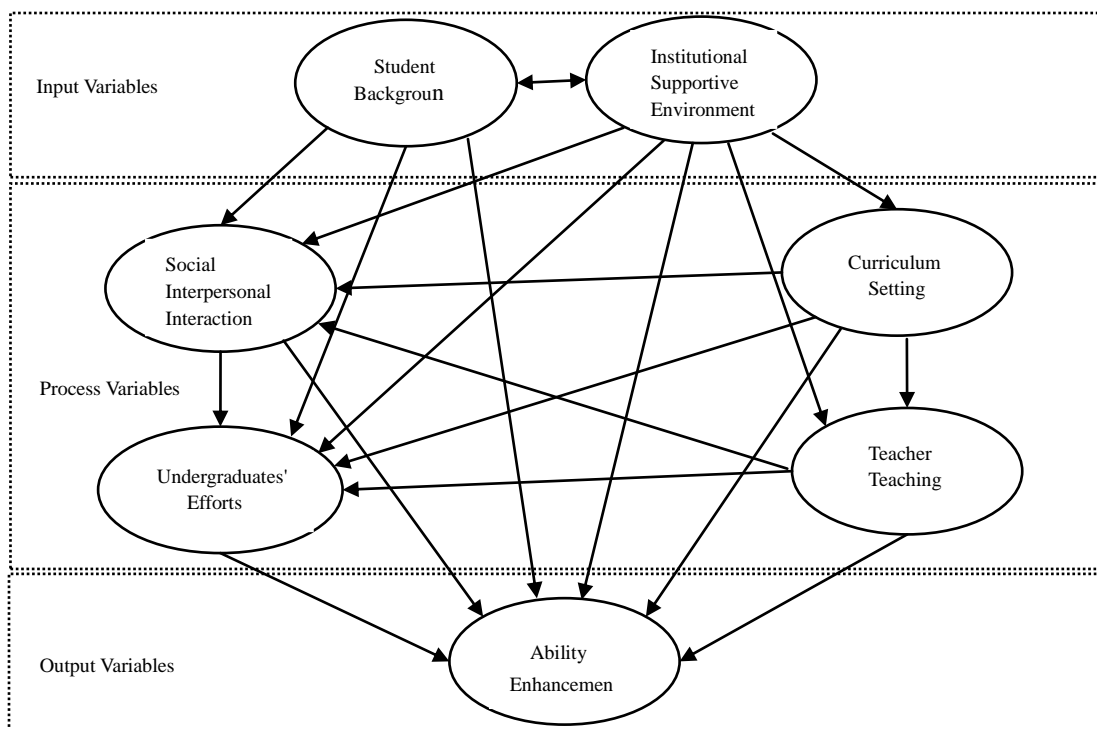 Input Variables
Student
Backgroun
Institutional
Supportive
Environment
Social
Interpersonal
Interaction
Curriculum
Setting
Process Variables
Undergraduates'
Efforts
Teacher
Teaching
Output Variables
Ability
Enhancemen